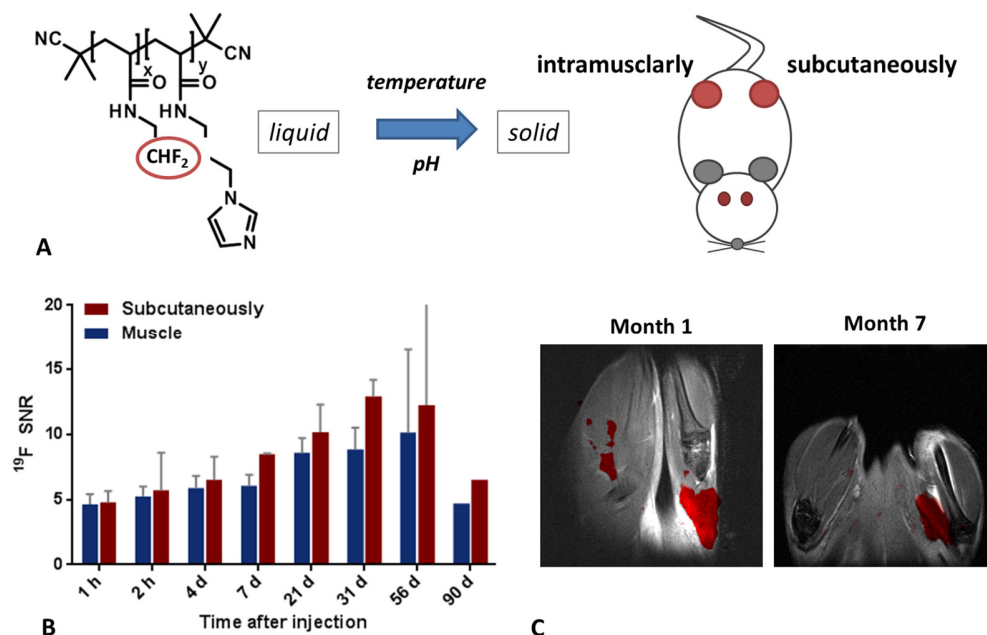 NC
CN
x
y
O
O
HN
HN
CHF₂
N
N
liquid
temperature
pH
solid
intramusclarly
subcutaneously
A
20
15
10
5
0
¹⁹F SNR
Subcutaneously
Muscle
1 h
2 h
4 d
7 d
21 d
31 d
56 d
90 d
Time after injection
B
Month 1
Month 7
C